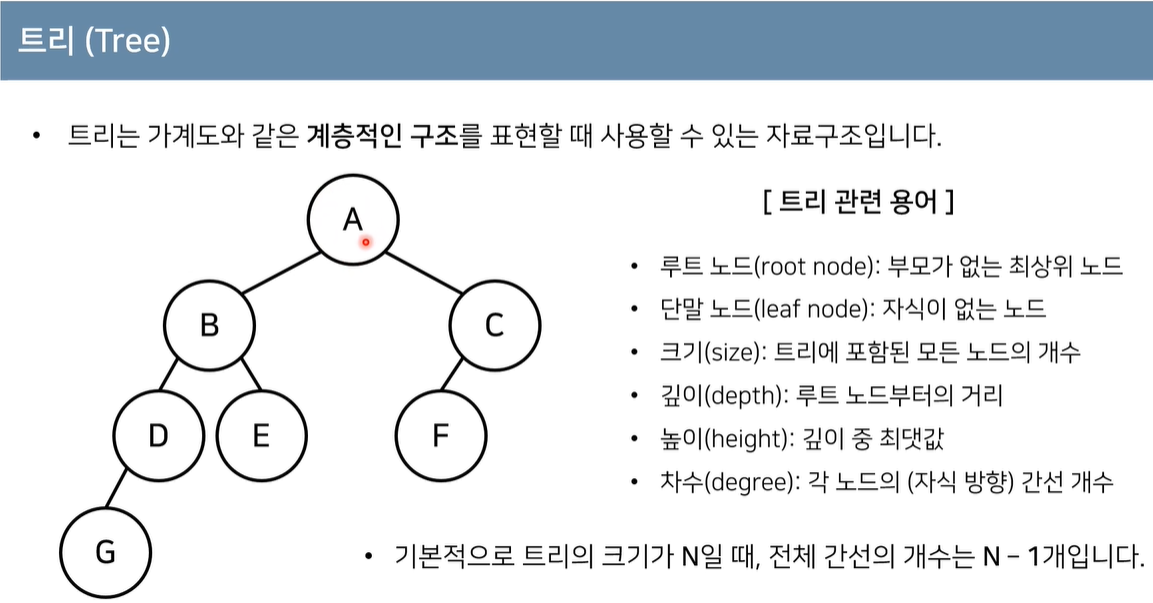 트리 (Tree)
• 트리는 가계도와 같은 계층적인 구조를 표현할 때 사용할 수 있는 자료구조입니다.
A
B
C
D
E
F
G
[ 트리 관련 용어 ]
• 루트 노드(root node): 부모가 없는 최상위 노드
• 단말 노드(leaf node): 자식이 없는 노드
• 크기(size): 트리에 포함된 모든 노드의 개수
• 깊이(depth): 루트 노드부터의 거리
• 높이(height): 깊이 중 최댓값
• 차수(degree): 각 노드의 (자식 방향) 간선 개수
• 기본적으로 트리의 크기가 N일 때, 전체 간선의 개수는 N – 1개입니다.